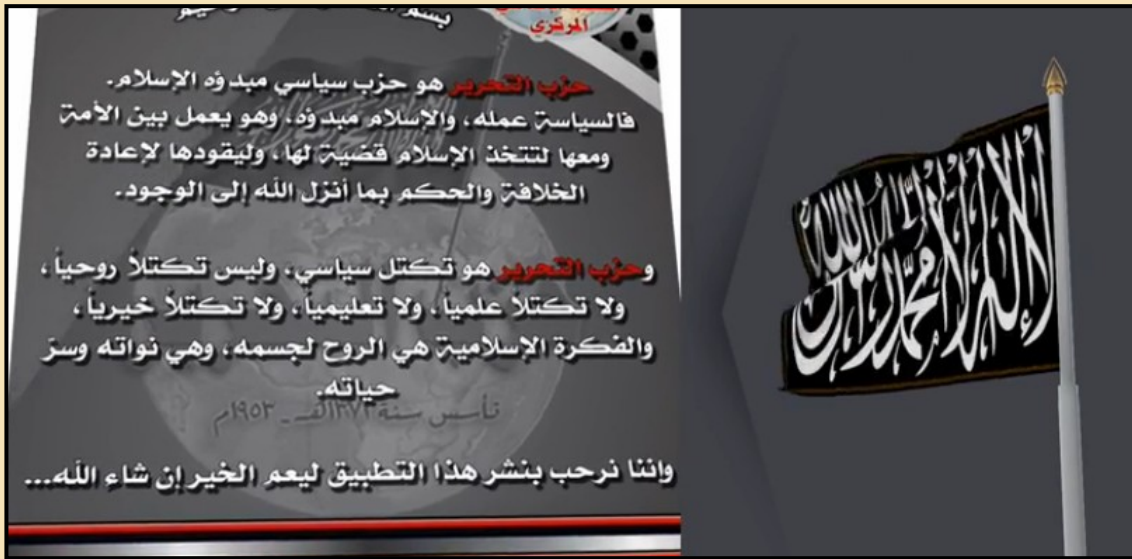 بسم
المركزي
حزب التحرير هو حزب سياسي مبدؤه الإسلام.
فالسياسة عمله، والإسلام مبدؤه، وهو يعمل بين الأمة
ومعها لتتخذ الإسلام قضية لها، وليقودها لإعادة
الخلافة والحكم بما أنزل الله إلى الوجود.
وحزب التحرير هو تكتل سياسي، وليس تكتلاً روحياً،
ولا تكتلاً علمياً، ولا تعليمياً، ولا تكتلاً خيرياً،
والفكرة الإسلامية هي الروح لجسمه، وهي نواته وسرّ
حياته.
تأسس سنة ١٣٧٢هـ ـ ١٩٥٣م
وإننا نرحب بنشر هذا التطبيق ليعم الخير إن شاء الله...
لا إله إلا الله محمد رسول الله